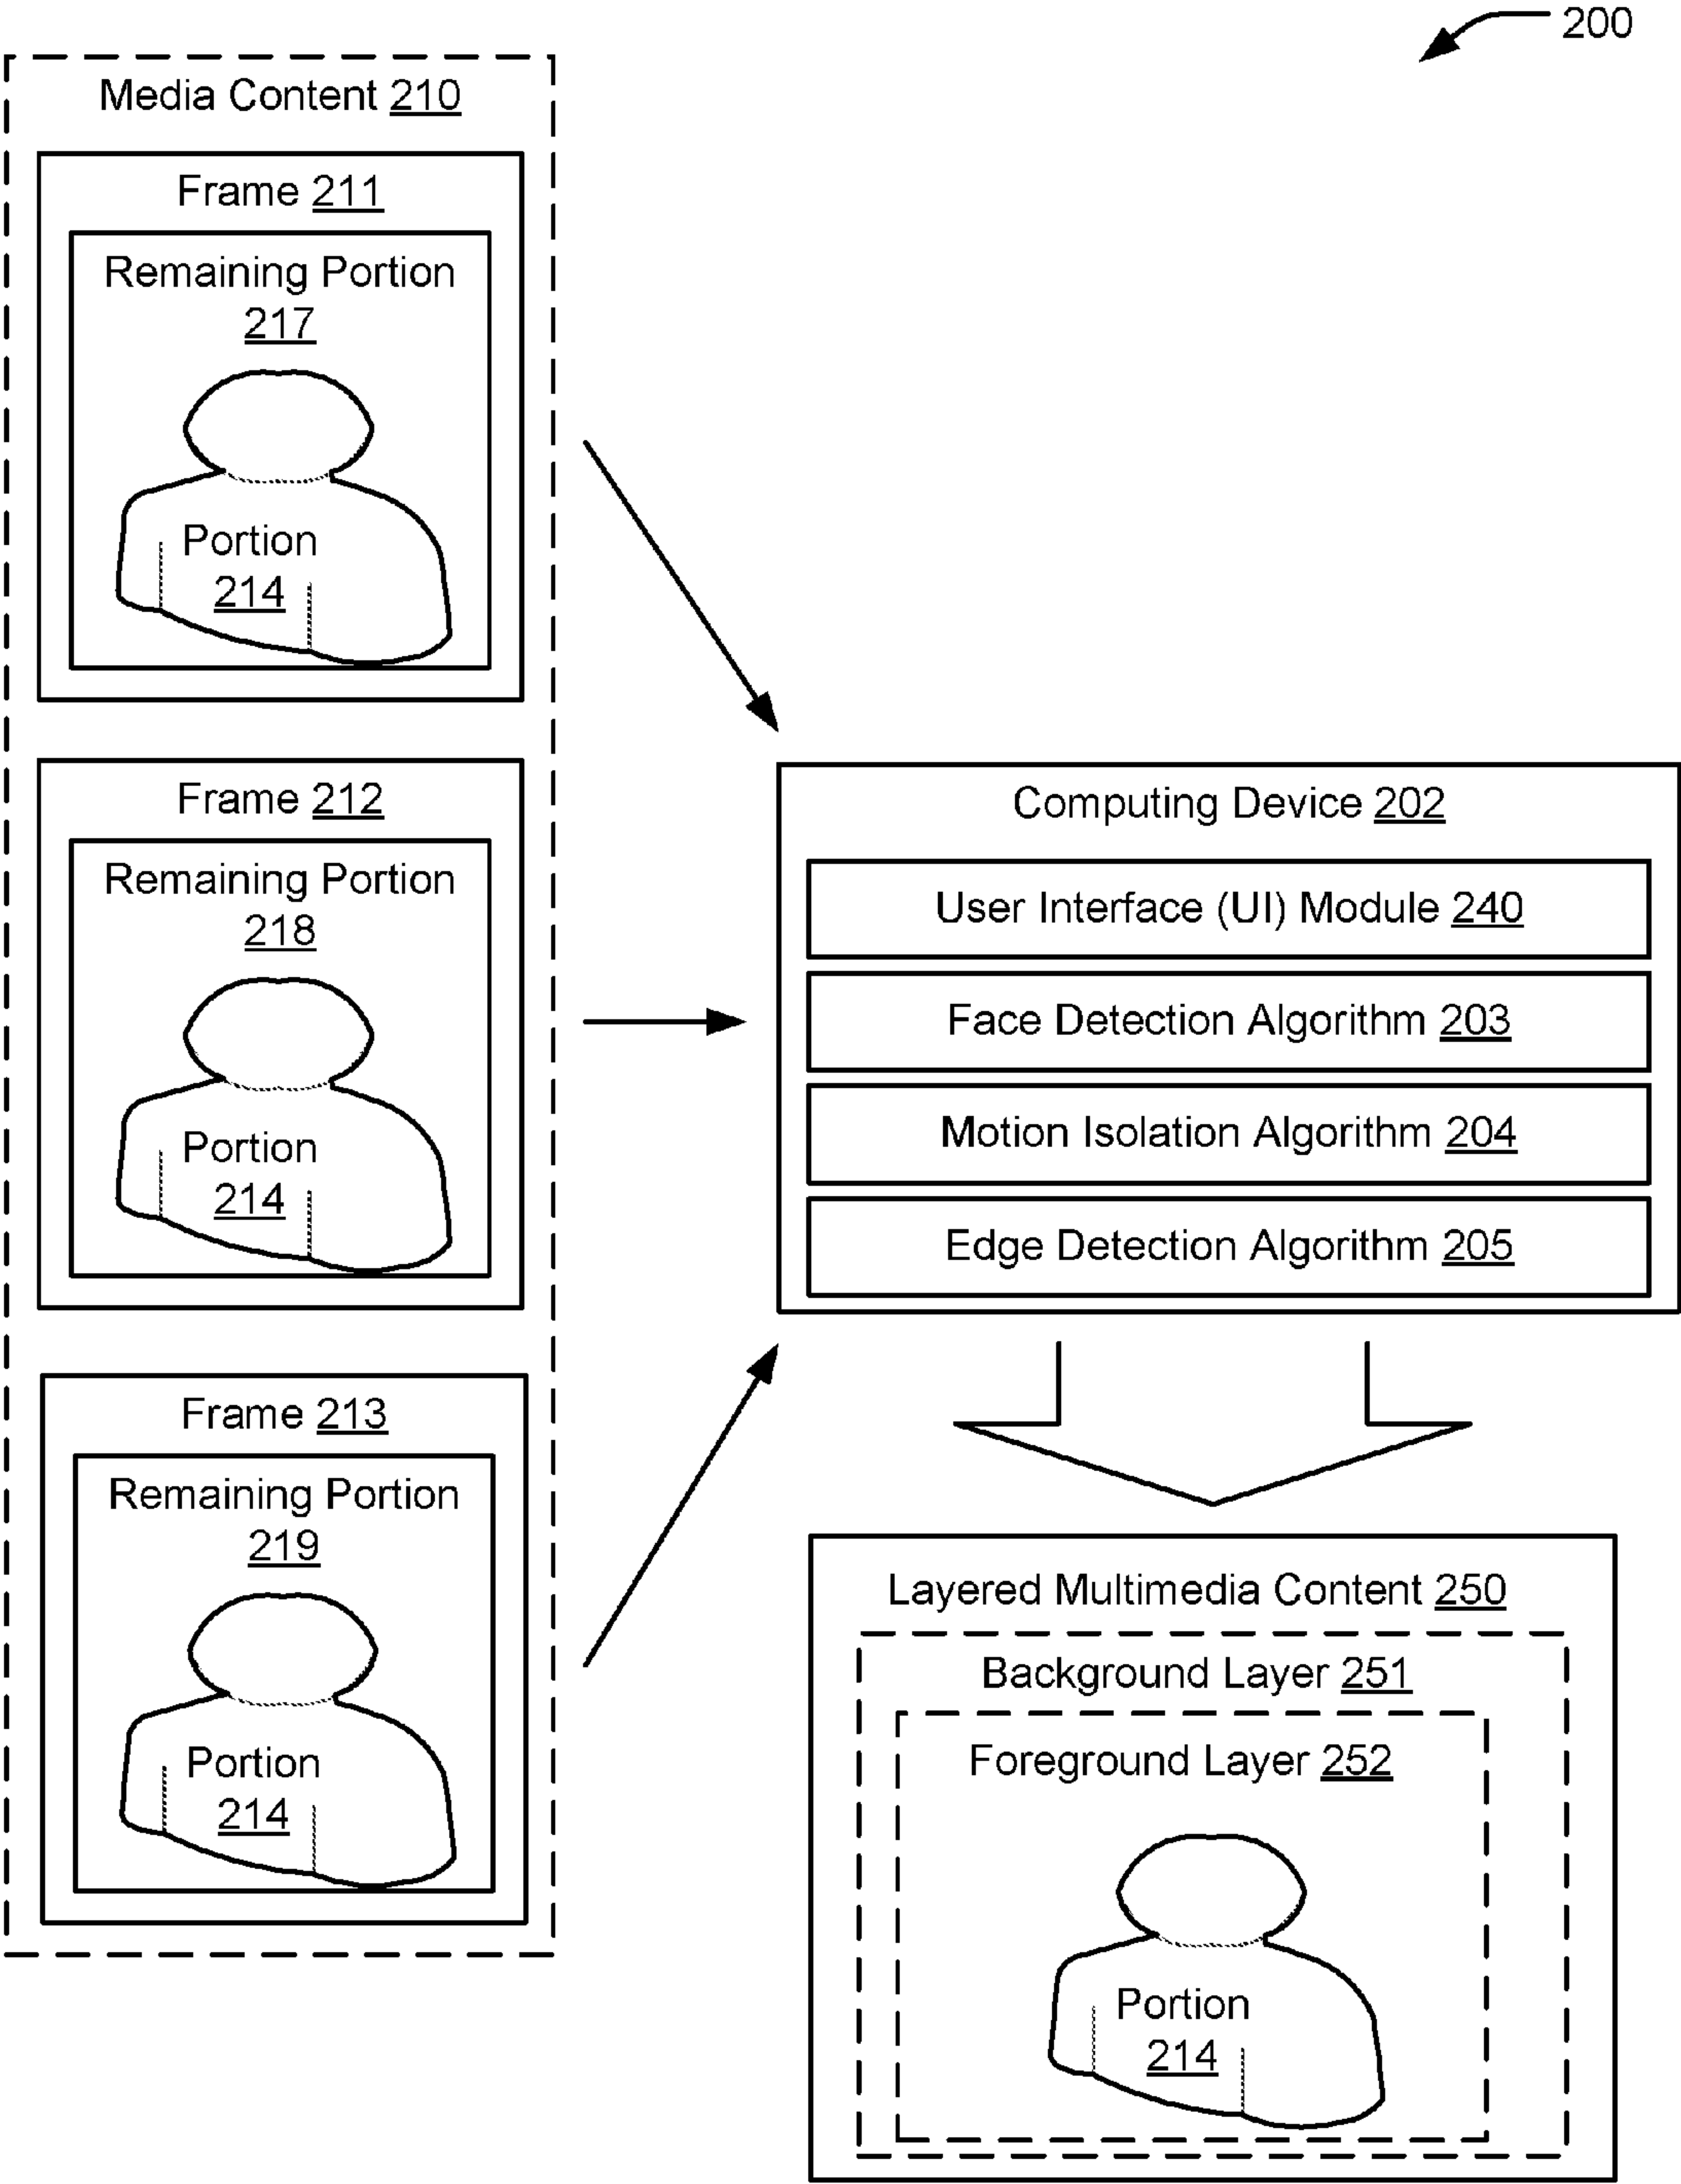 200
Media Content 210
Frame 211
Remaining Portion
217
Portion
214
Frame 212
Remaining Portion
218
Portion
214
Frame 213
Remaining Portion
219
Portion
214
Computing Device 202
User Interface (UI) Module 240
Face Detection Algorithm 203
Motion Isolation Algorithm 204
Edge Detection Algorithm 205
Layered Multimedia Content 250
Background Layer 251
Foreground Layer 252
Portion
214